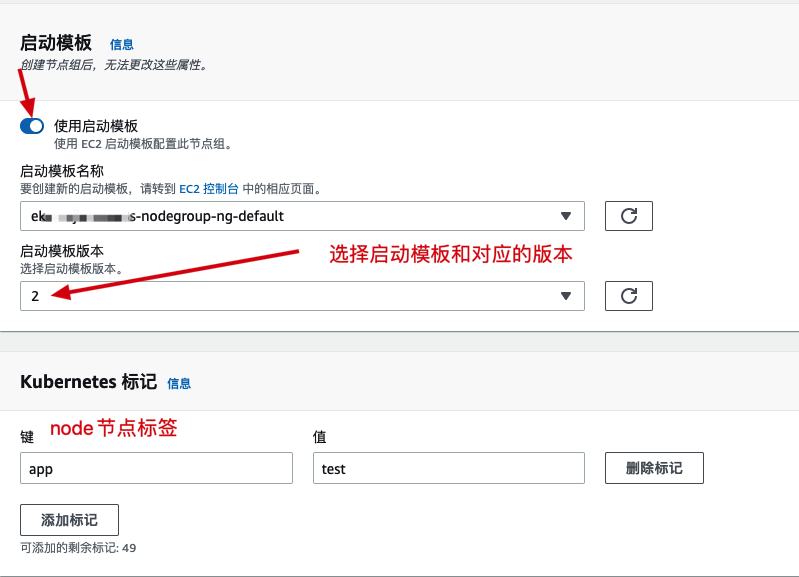 启动模板 信息
创建节点组后，无法更改这些属性。
使用启动模板
使用 EC2 启动模板配置此节点组。
启动模板名称
要创建新的启动模板，请转到 EC2 控制台 中的相应页面。
s-nodegroup-ng-default
启动模板版本
选择启动模板和对应的版本
选择启动模板版本。
2
Kubernetes 标记 信息
键 node 节点标签 值
app test 删除标记
添加标记
可添加的剩余标记: 49